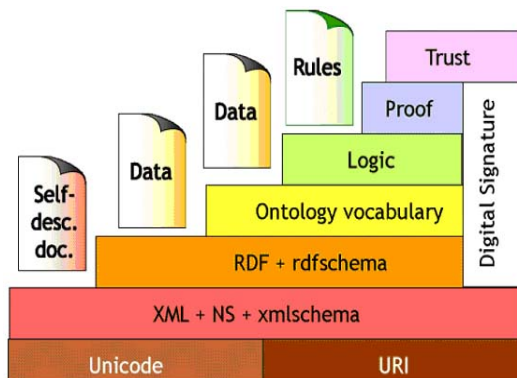 Trust
Rules
Proof
Data
Logic
Data
Self-
desc.
doc.
Ontology vocabulary
Digital Signature
RDF + rdfschema
XML + NS + xmlschema
Unicode
URI